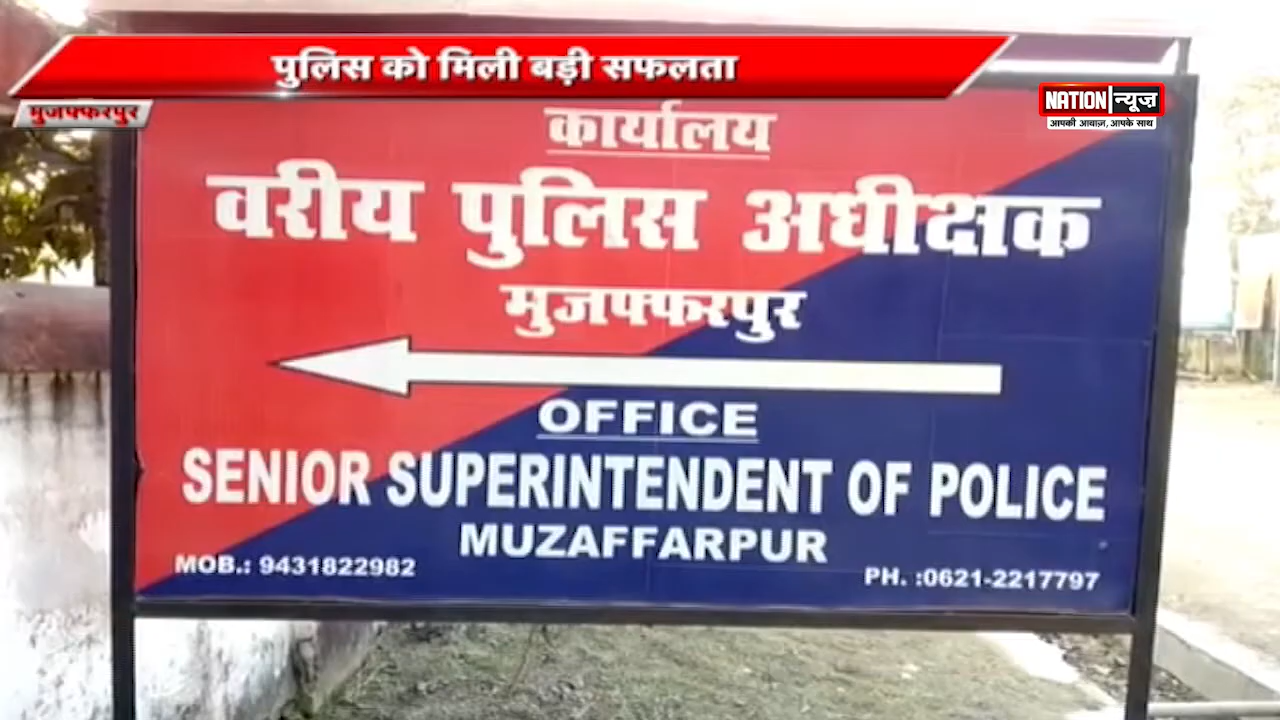 पुलिस को मिली बड़ी सफलता
मुजफ्फरपुर
NATION न्यूज़
आपकी आवाज़, आपके साथ
कार्यालय
वरीय पुलिस अधीक्षक
मुजफ्फरपुर
OFFICE
SENIOR SUPERINTENDENT OF POLICE
MUZAFFARPUR
MOB.: 9431822982
PH. :0621-2217797